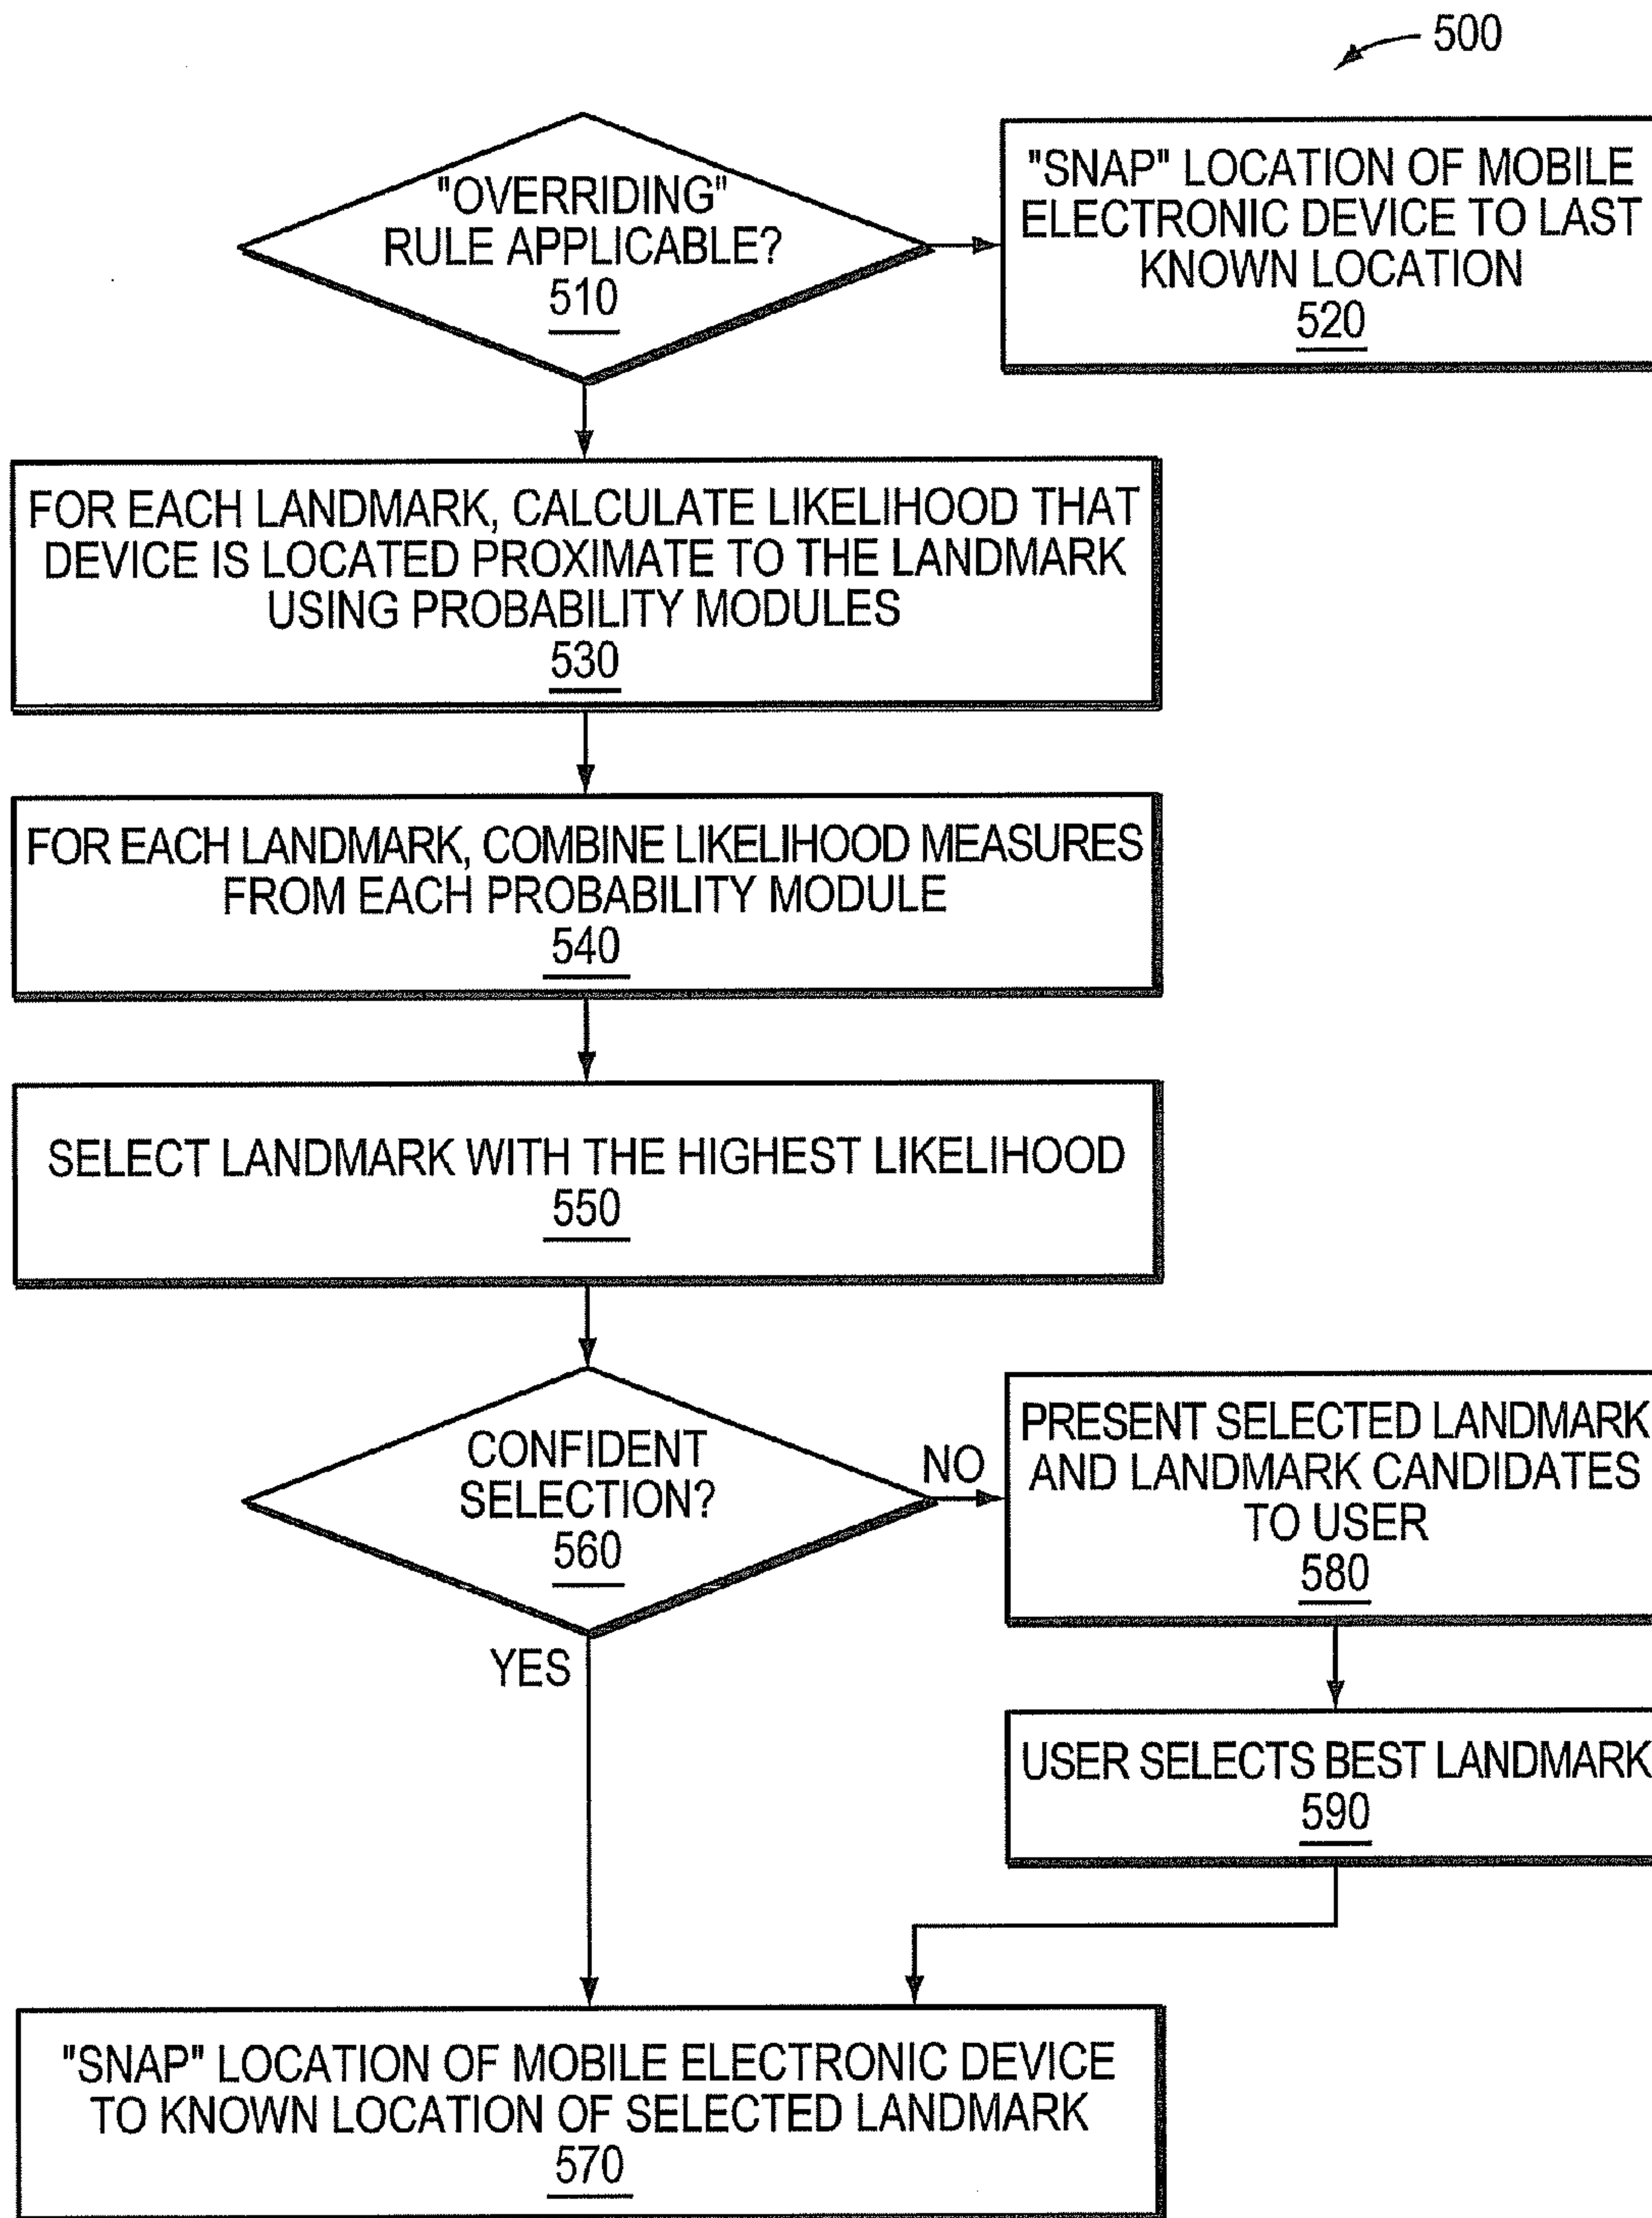 500
"OVERRIDING"
RULE APPLICABLE?
510
"SNAP" LOCATION OF MOBILE
ELECTRONIC DEVICE TO LAST
KNOWN LOCATION
520
FOR EACH LANDMARK, CALCULATE LIKELIHOOD THAT
DEVICE IS LOCATED PROXIMATE TO THE LANDMARK
USING PROBABILITY MODULES
530
FOR EACH LANDMARK, COMBINE LIKELIHOOD MEASURES
FROM EACH PROBABILITY MODULE
540
SELECT LANDMARK WITH THE HIGHEST LIKELIHOOD
550
CONFIDENT
SELECTION?
560
NO
YES
PRESENT SELECTED LANDMARK
AND LANDMARK CANDIDATES
TO USER
580
USER SELECTS BEST LANDMARK
590
"SNAP" LOCATION OF MOBILE ELECTRONIC DEVICE
TO KNOWN LOCATION OF SELECTED LANDMARK
570